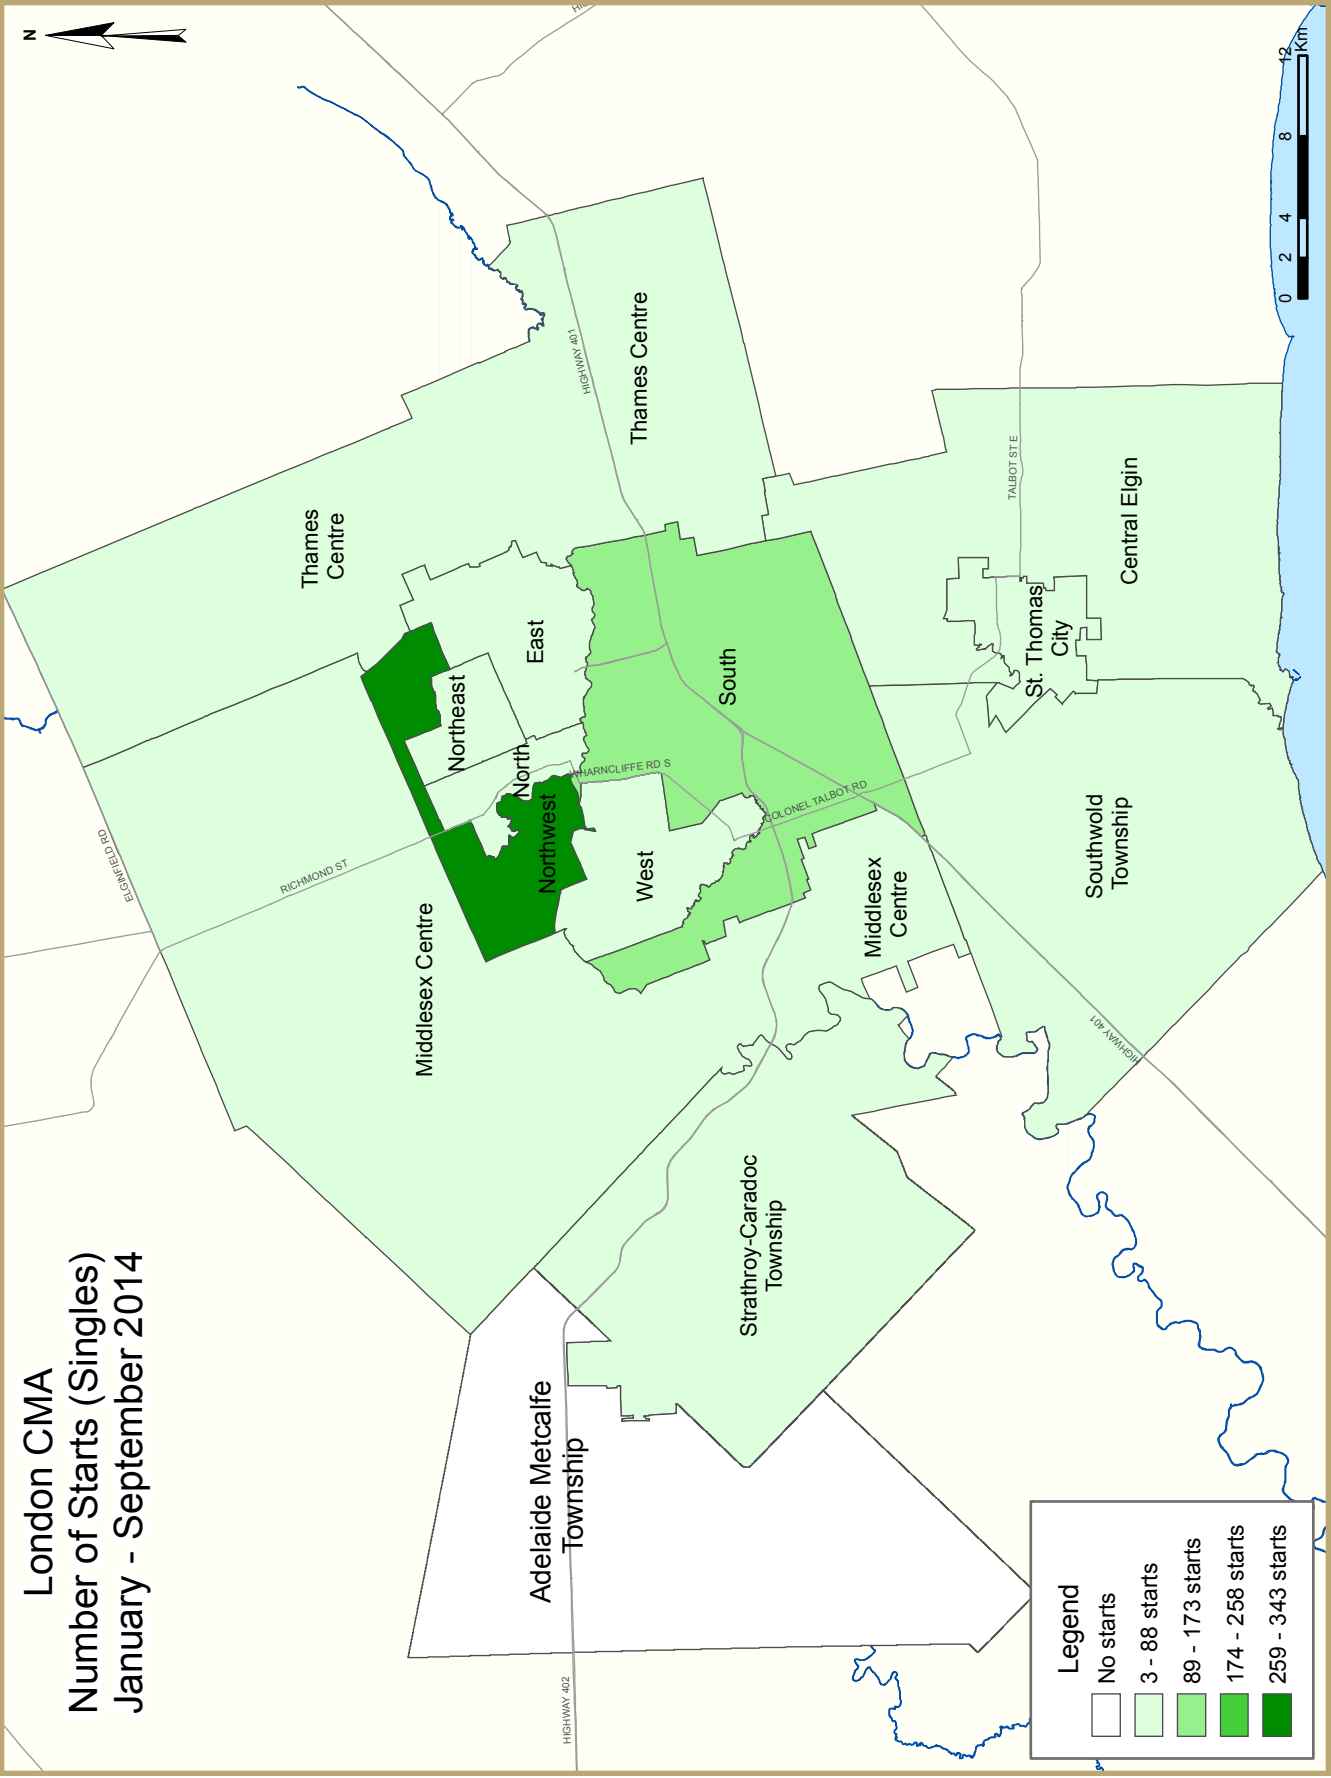 London CMA
Number of Starts (Singles)
January - September 2014
N
ELGINFIELD RD
RICHMOND ST
Thames
Centre
Middlesex Centre
Northeast
North
East
Northwest
West
South
WHARNCLIFFE RD S
COLONEL TALBOT RD
HIGHWAY 401
Thames Centre
Middlesex
Centre
Adelaide Metcalfe
Township
HIGHWAY 402
Strathroy-Caradoc
Township
TALBOT ST E
St. Thomas
City
Central Elgin
Southwold
Township
HIGHWAY 401
Legend
No starts
3 - 88 starts
89 - 173 starts
174 - 258 starts
259 - 343 starts
0 2 4 8 12
Km